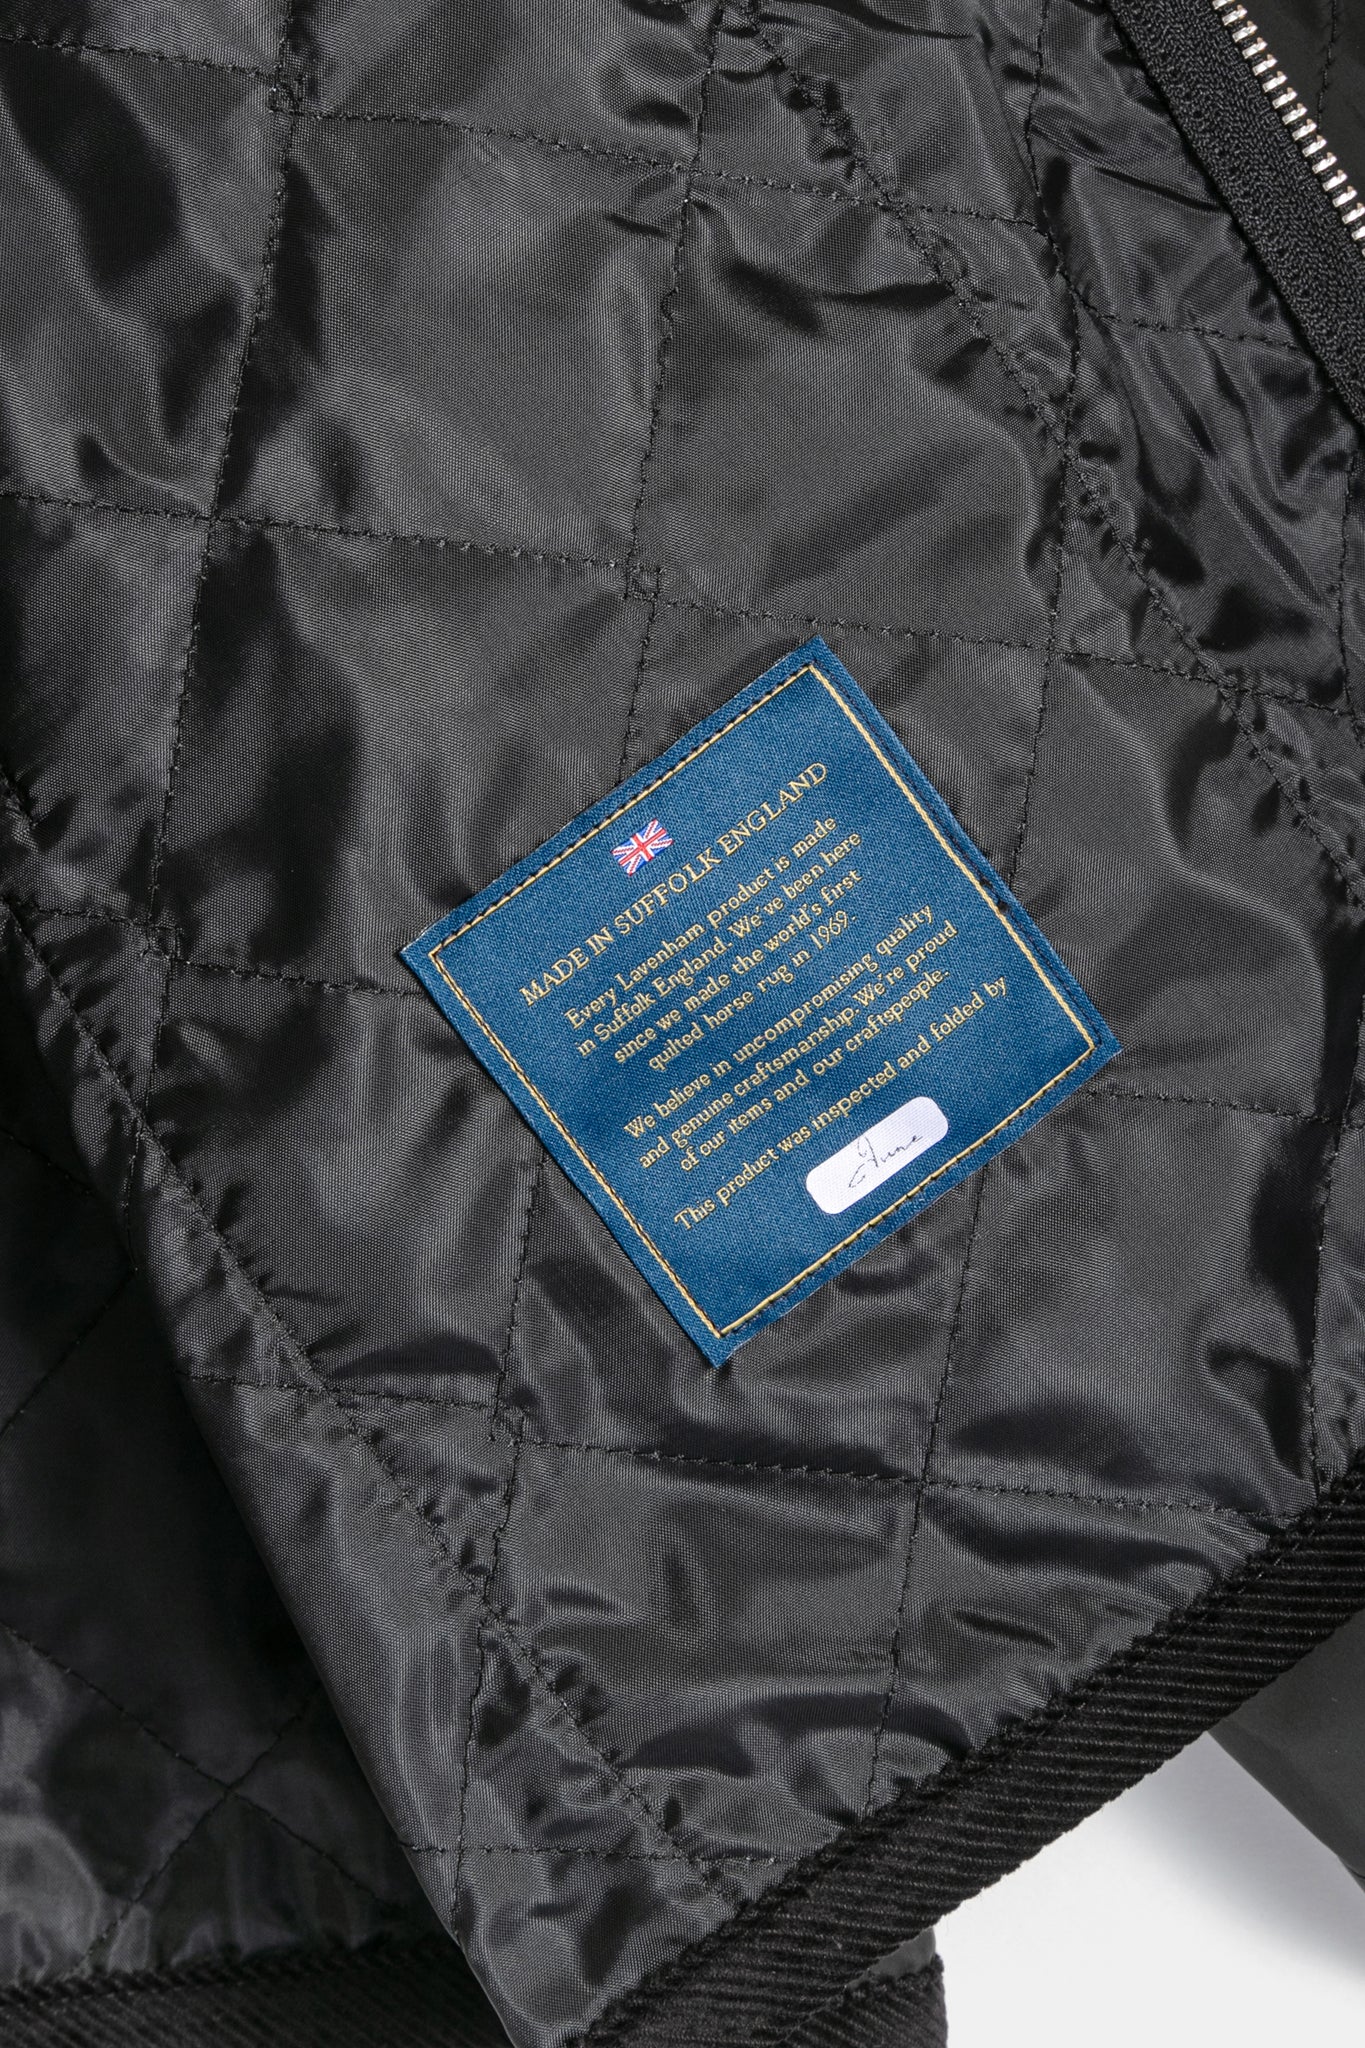 MADE IN SUFFOLK ENGLAND
Every Lavenham product is made
in Suffolk England. We've been here
since we made the world's first
quilted horse rug in 1969.
We believe in uncompromising quality
and genuine craftsmanship. We're proud
of our items and our craftspeople.
This product was inspected and folded by